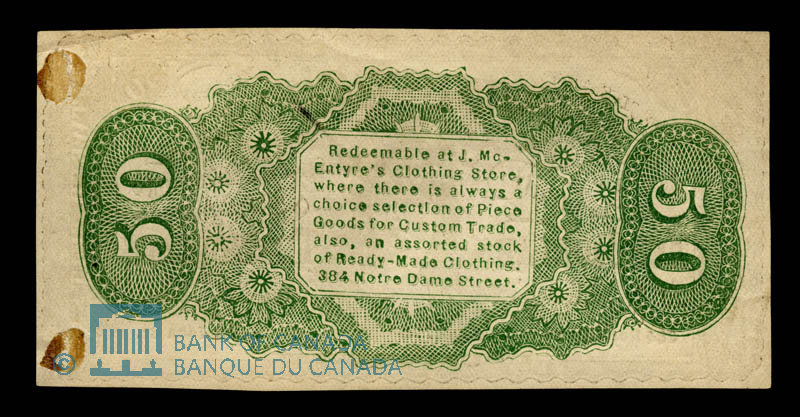 50
Redeemable at J. Mc-
Entyre's Clothing Store,
where there is always a
choice selection of Piece
Goods for Custom Trade,
also, an assorted stock
of Ready-Made Clothing.
384 Notre Dame Street.
50
© BANK OF CANADA
BANQUE DU CANADA